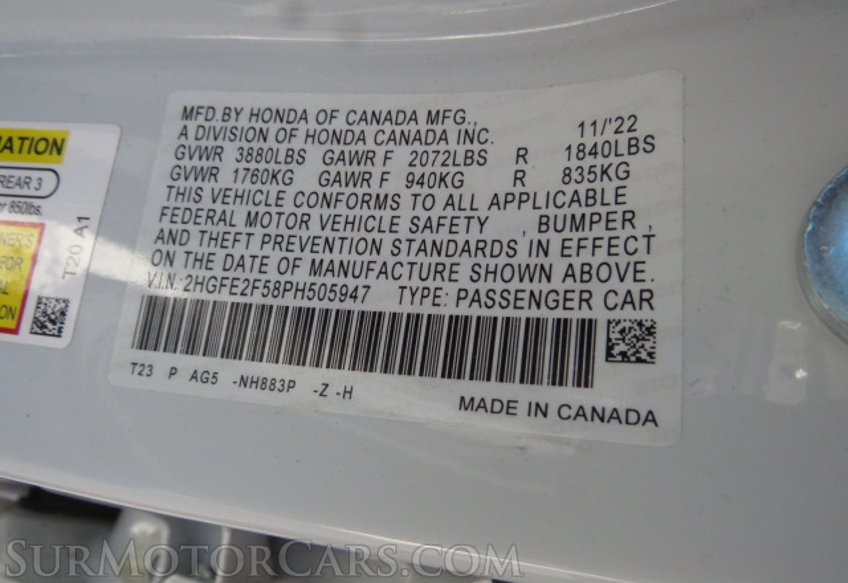 MFD.BY HONDA OF CANADA MFG.,
A DIVISION OF HONDA CANADA INC. 11/'22
GVWR 3880LBS GAWR F 2072LBS R 1840LBS
GVWR 1760KG GAWR F 940KG R 835KG
THIS VEHICLE CONFORMS TO ALL APPLICABLE
FEDERAL MOTOR VEHICLE SAFETY , BUMPER ,
AND THEFT PREVENTION STANDARDS IN EFFECT
ON THE DATE OF MANUFACTURE SHOWN ABOVE.
V.I.N.: 2HGFE2F58PH505947 TYPE: PASSENGER CAR
T23 P AG5 -NH883P -Z -H
MADE IN CANADA
REAR 3
850lbs.
T20 A1
SURMOTORCARS.COM